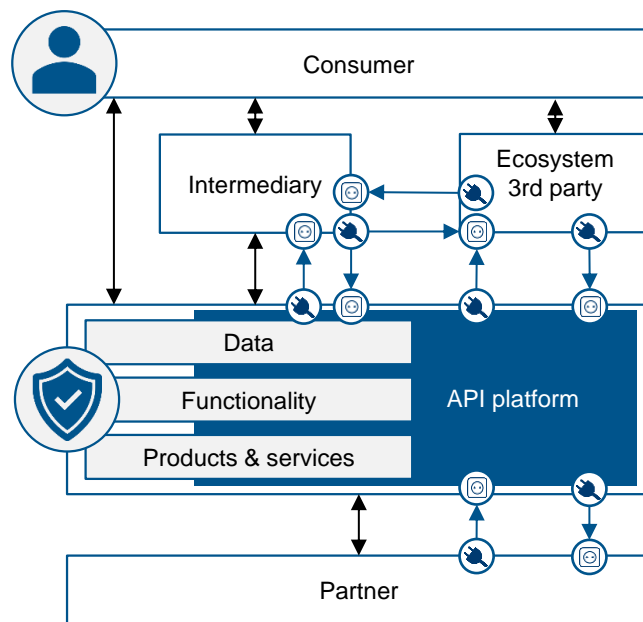 Consumer
Intermediary
Ecosystem
3rd party
Data
Functionality
API platform
Products & services
Partner